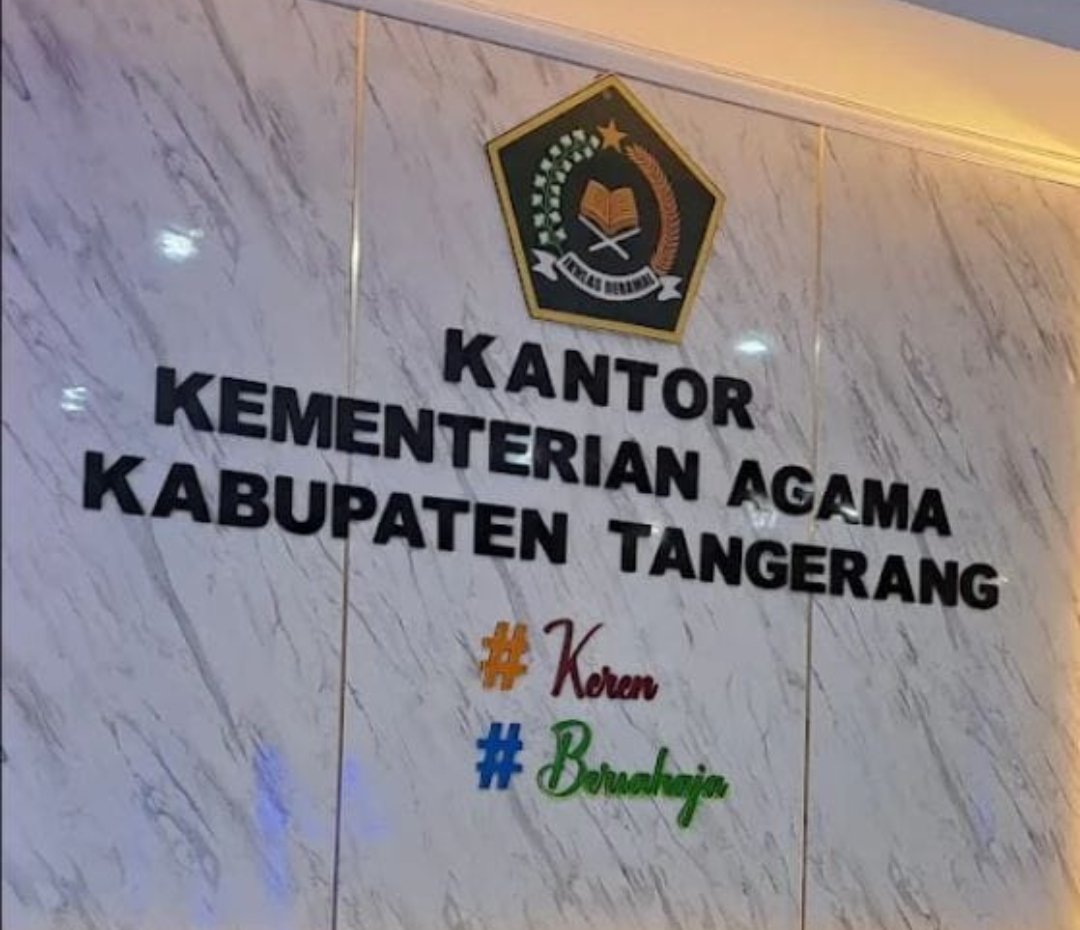 IKHLAS BERAMAL
KANTOR
KEMENTERIAN AGAMA
KABUPATEN TANGERANG
# Keren
# Bersahaja